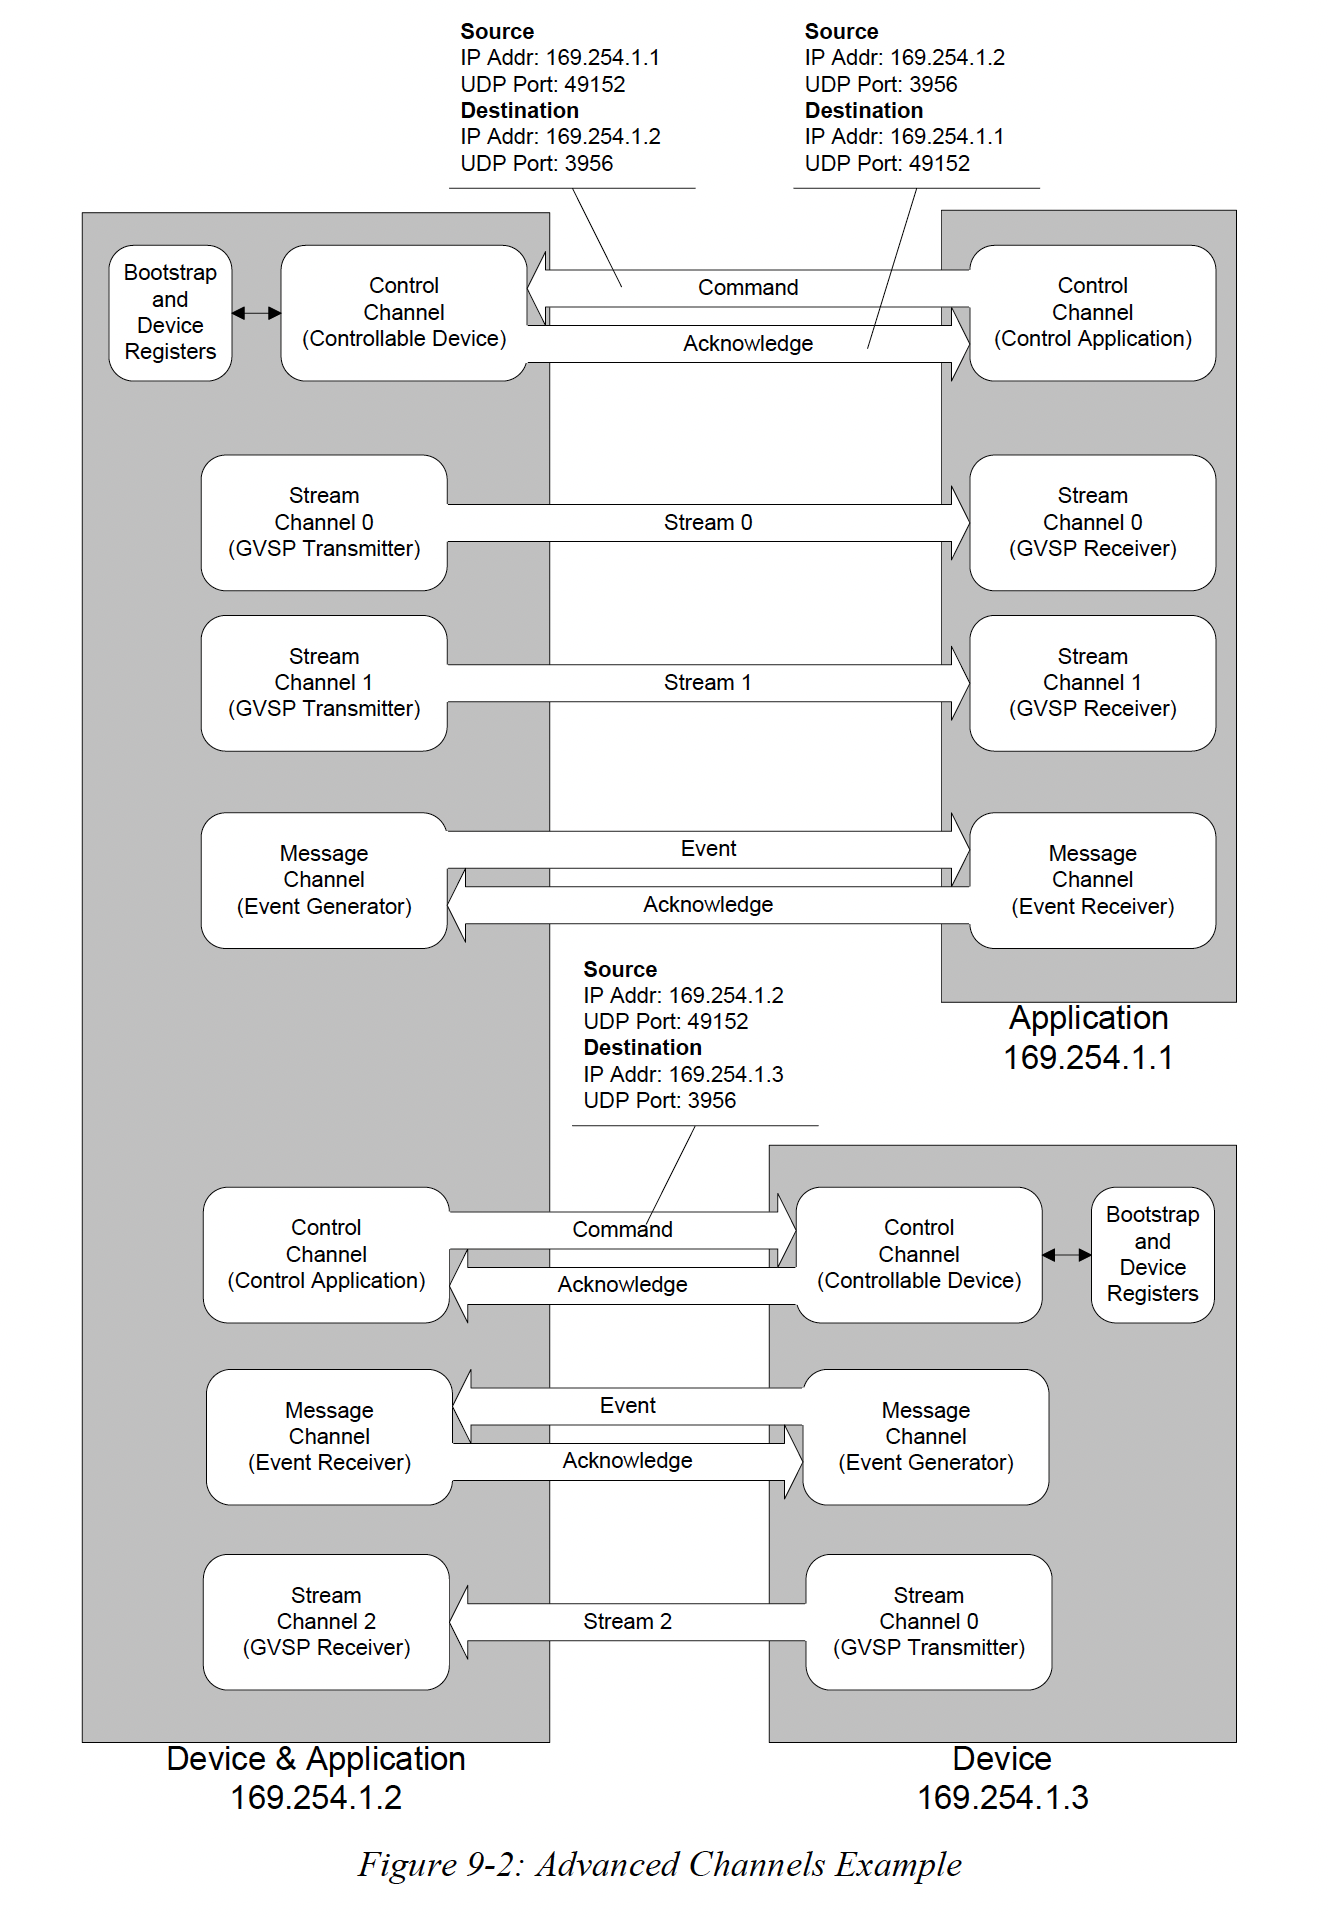 Source
IP Addr: 169.254.1.1
UDP Port: 49152
Destination
IP Addr: 169.254.1.2
UDP Port: 3956
Source
IP Addr: 169.254.1.2
UDP Port: 3956
Destination
IP Addr: 169.254.1.1
UDP Port: 49152
Bootstrap
and
Device
Registers
Control
Channel
(Controllable Device)
Command
Acknowledge
Control
Channel
(Control Application)
Stream
Channel 0
(GVSP Transmitter)
Stream 0
Stream
Channel 0
(GVSP Receiver)
Stream
Channel 1
(GVSP Transmitter)
Stream 1
Stream
Channel 1
(GVSP Receiver)
Message
Channel
(Event Generator)
Event
Acknowledge
Message
Channel
(Event Receiver)
Source
IP Addr: 169.254.1.2
UDP Port: 49152
Destination
IP Addr: 169.254.1.3
UDP Port: 3956
Application
169.254.1.1
Control
Channel
(Control Application)
Command
Acknowledge
Control
Channel
(Controllable Device)
Bootstrap
and
Device
Registers
Message
Channel
(Event Receiver)
Event
Acknowledge
Message
Channel
(Event Generator)
Stream
Channel 2
(GVSP Receiver)
Stream 2
Stream
Channel 0
(GVSP Transmitter)
Device & Application
169.254.1.2
Device
169.254.1.3
Figure 9-2: Advanced Channels Example